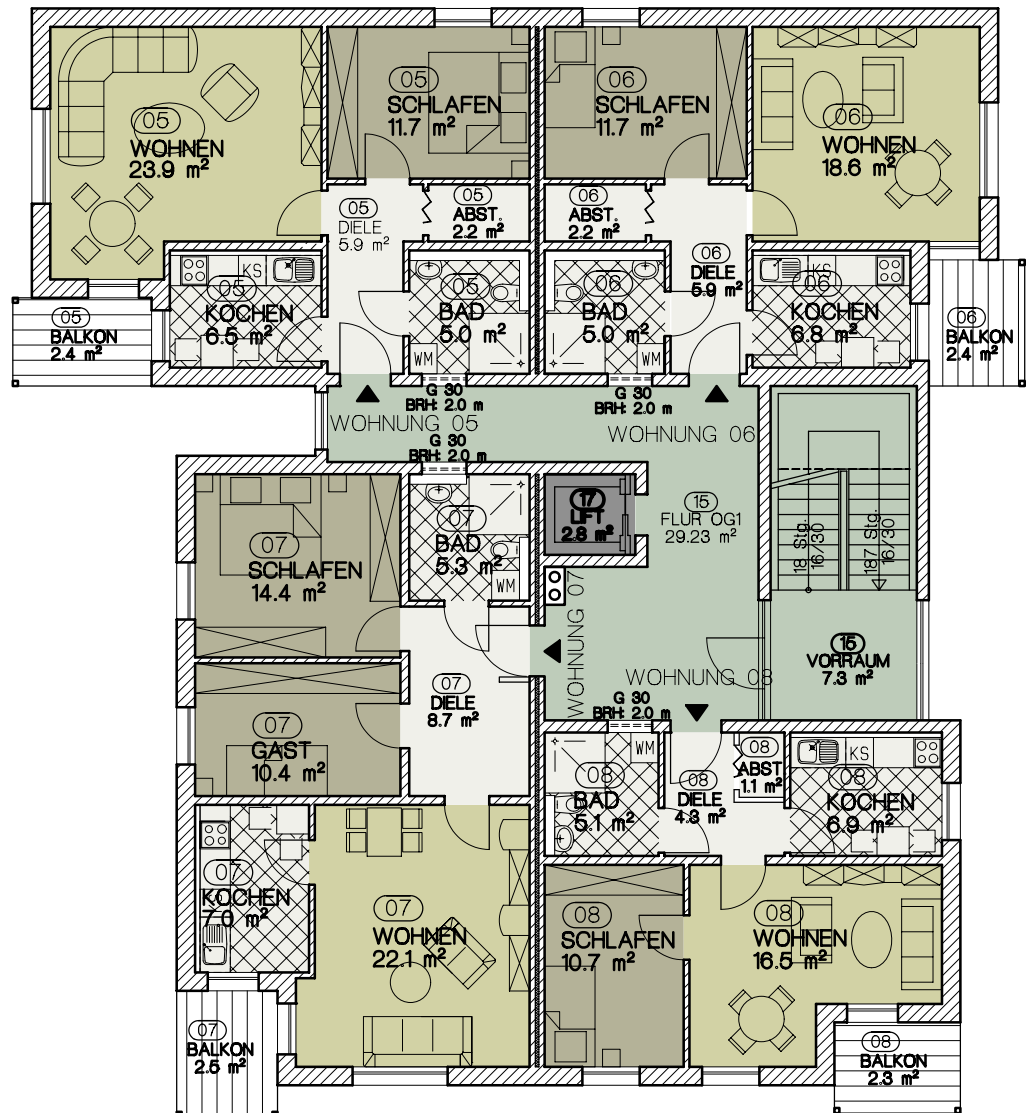 05
WOHNEN
23.9 m²
05
SCHLAFEN
11.7 m²
06
SCHLAFEN
11.7 m²
06
WOHNEN
18.6 m²
05
DIELE
5.9 m²
05
ABST.
2.2 m²
06
ABST.
2.2 m²
06
DIELE
5.9 m²
05
KOCHEN
6.5 m²
KS
05
BAD
5.0 m²
WM
06
BAD
5.0 m²
WM
06
KOCHEN
6.8 m²
KS
05
BALKON
2.4 m²
06
BALKON
2.4 m²
G 30
BRH: 2.0 m
G 30
BRH: 2.0 m
WOHNUNG 05
WOHNUNG 06
G 30
BRH: 2.0 m
07
SCHLAFEN
14.4 m²
07
BAD
5.3 m²
WM
17
LIFT
2.8 m²
15
FLUR OG1
29.23 m²
18 Stg.
16/30
187 Stg.
16/30
WOHNUNG 07
WOHNUNG 08
15
VORRAUM
7.3 m²
07
DIELE
8.7 m²
07
GAST
10.4 m²
G 30
BRH: 2.0 m
08
BAD
5.1 m²
WM
08
DIELE
4.3 m²
08
ABST
1.1 m²
08
KOCHEN
6.9 m²
KS
07
KOCHEN
7.0 m²
07
WOHNEN
22.1 m²
08
SCHLAFEN
10.7 m²
08
WOHNEN
16.5 m²
07
BALKON
2.5 m²
08
BALKON
2.3 m²